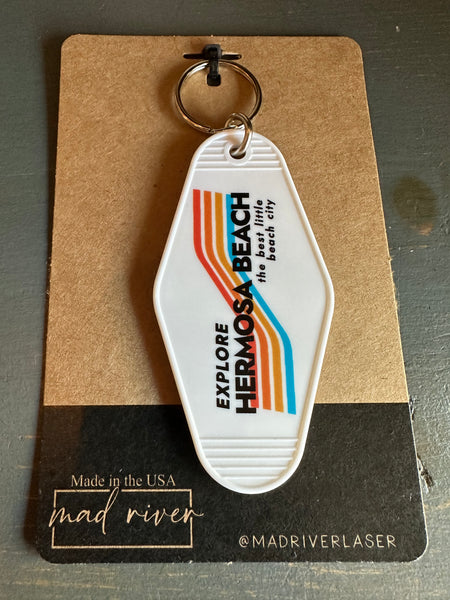 EXPLORE
HERMOSA BEACH
the best little
beach city
Made in the USA
mad river
@MADRIVERLASER